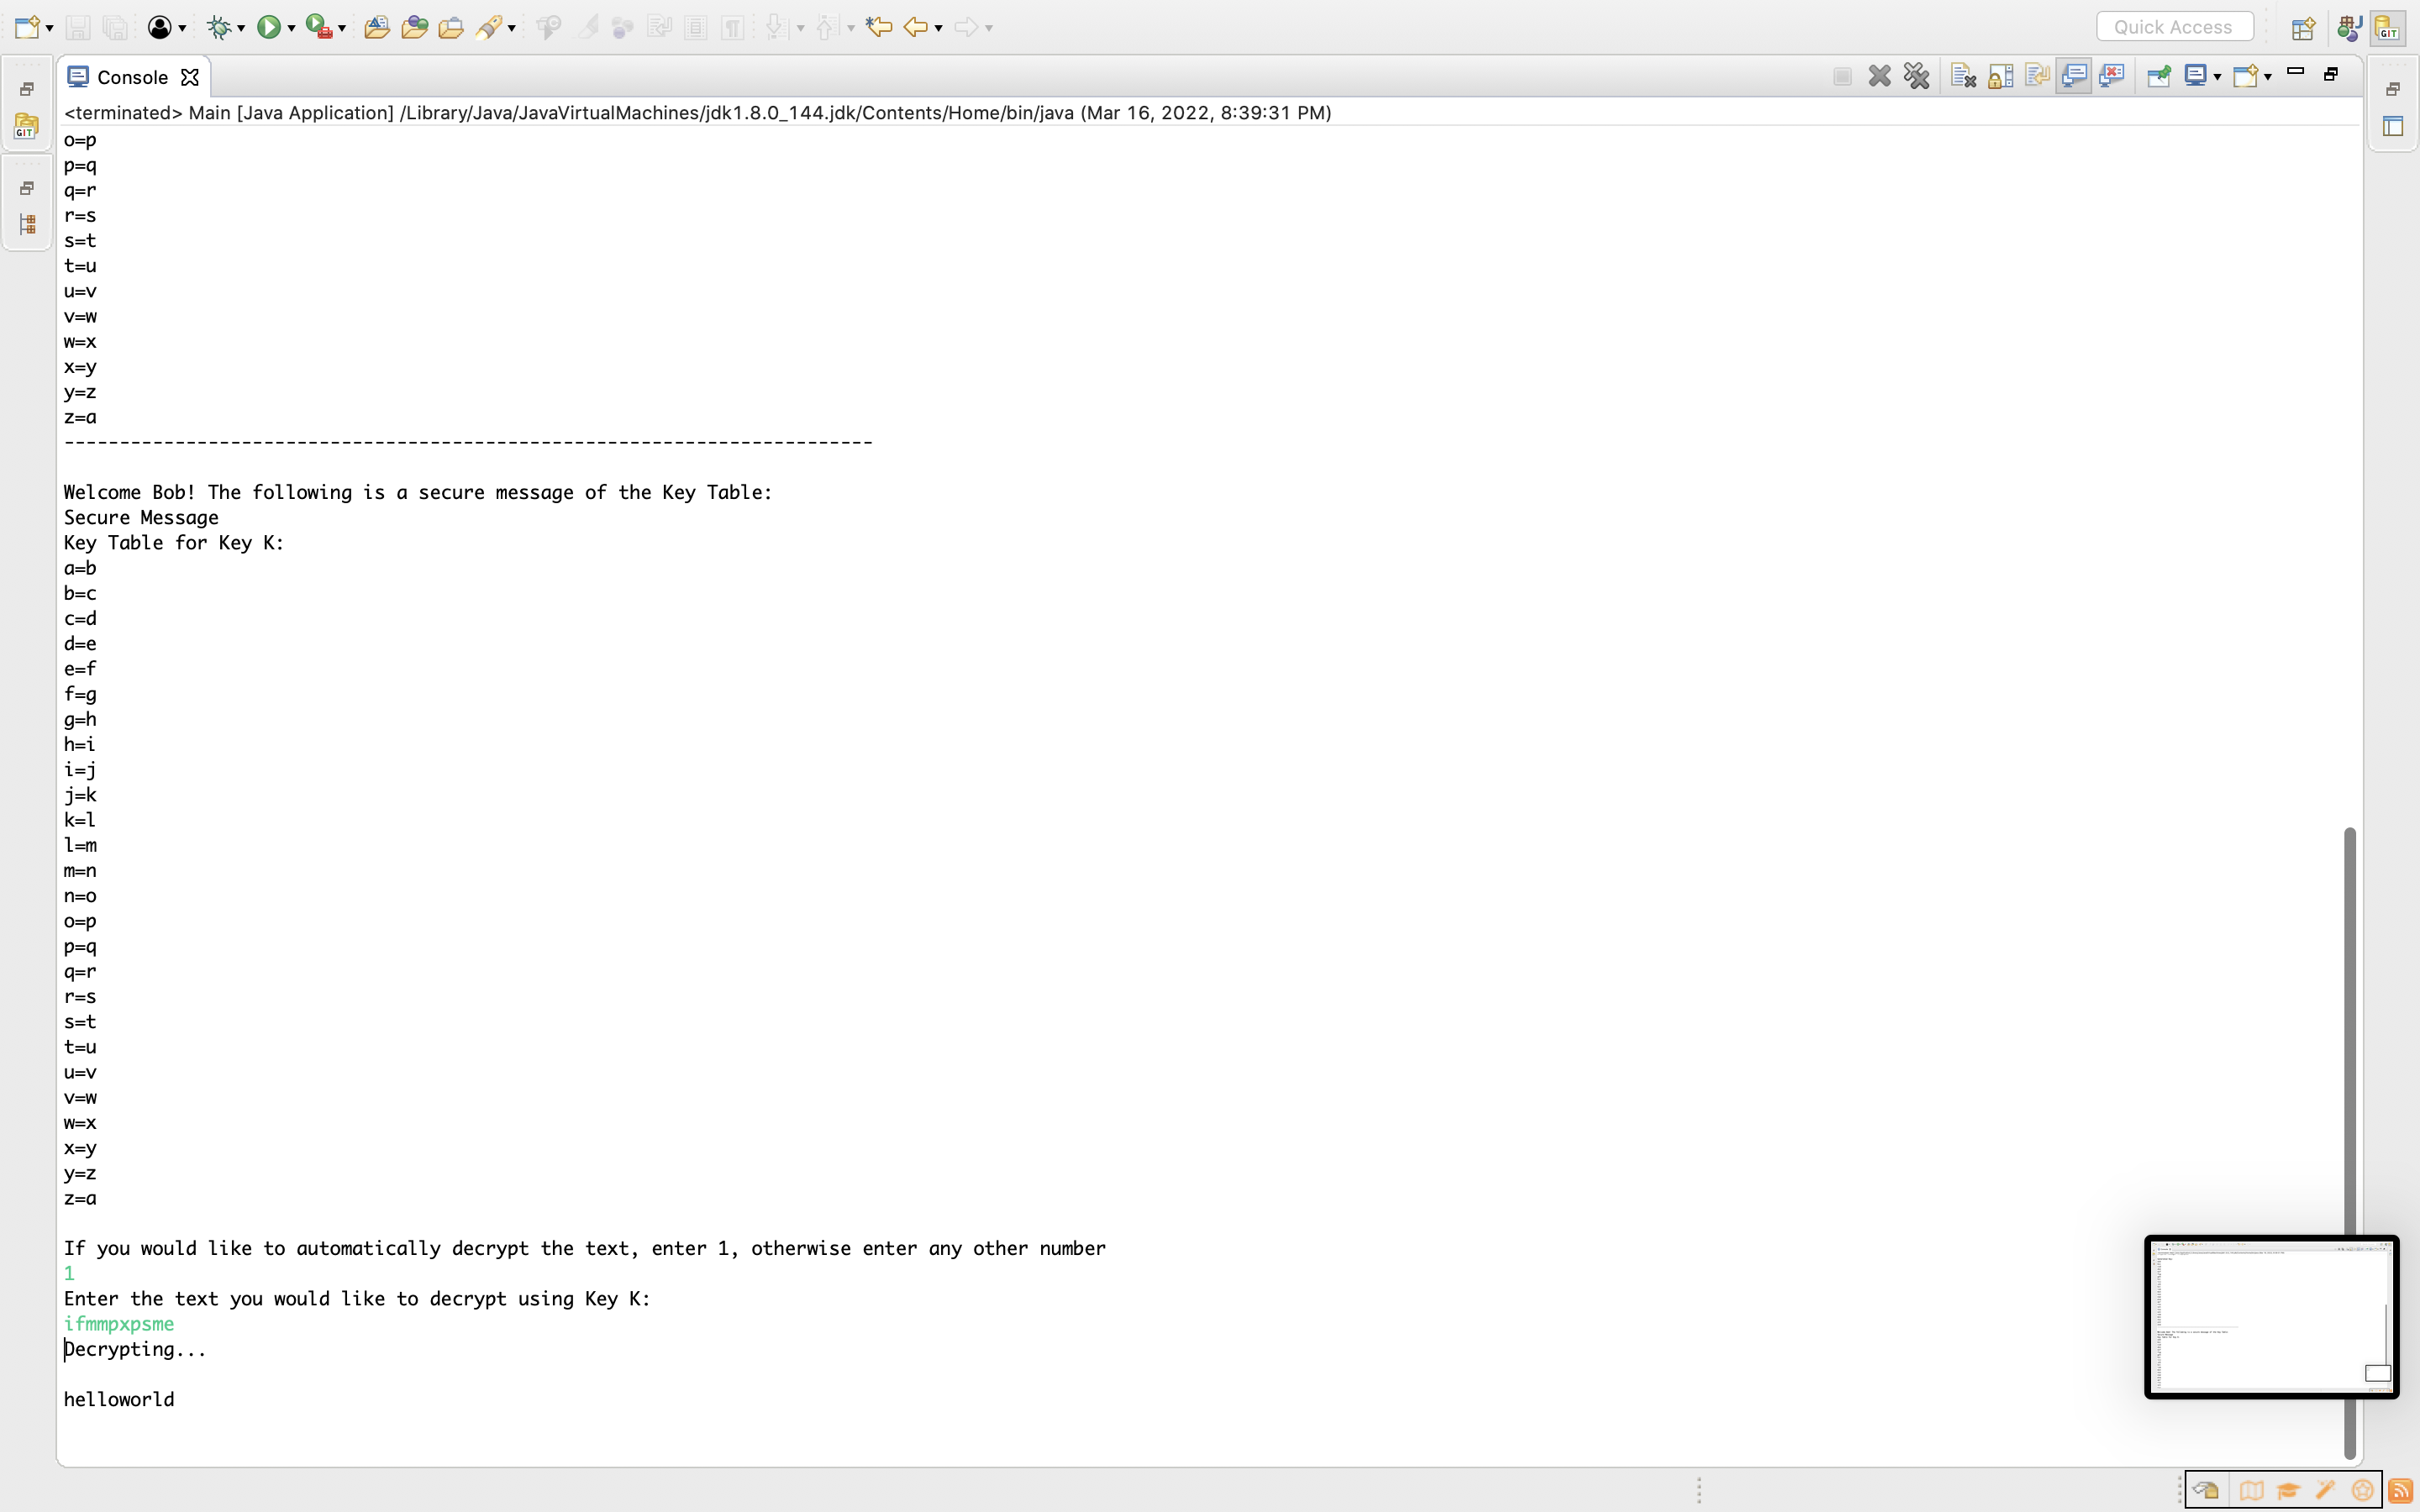 Quick Access
Console
<terminated> Main [Java Application] /Library/Java/JavaVirtualMachines/jdk1.8.0_144.jdk/Contents/Home/bin/java (Mar 16, 2022, 8:39:31 PM)
o=p
p=q
q=r
r=s
s=t
t=u
u=v
v=w
w=x
x=y
y=z
z=a
-------------------------------------------------------------------------
Welcome Bob! The following is a secure message of the Key Table:
Secure Message
Key Table for Key K:
a=b
b=c
c=d
d=e
e=f
f=g
g=h
h=i
i=j
j=k
k=l
l=m
m=n
n=o
o=p
p=q
q=r
r=s
s=t
t=u
u=v
v=w
w=x
x=y
y=z
z=a
If you would like to automatically decrypt the text, enter 1, otherwise enter any other number
1
Enter the text you would like to decrypt using Key K:
ifmmpxpsme
Decrypting...
helloworld